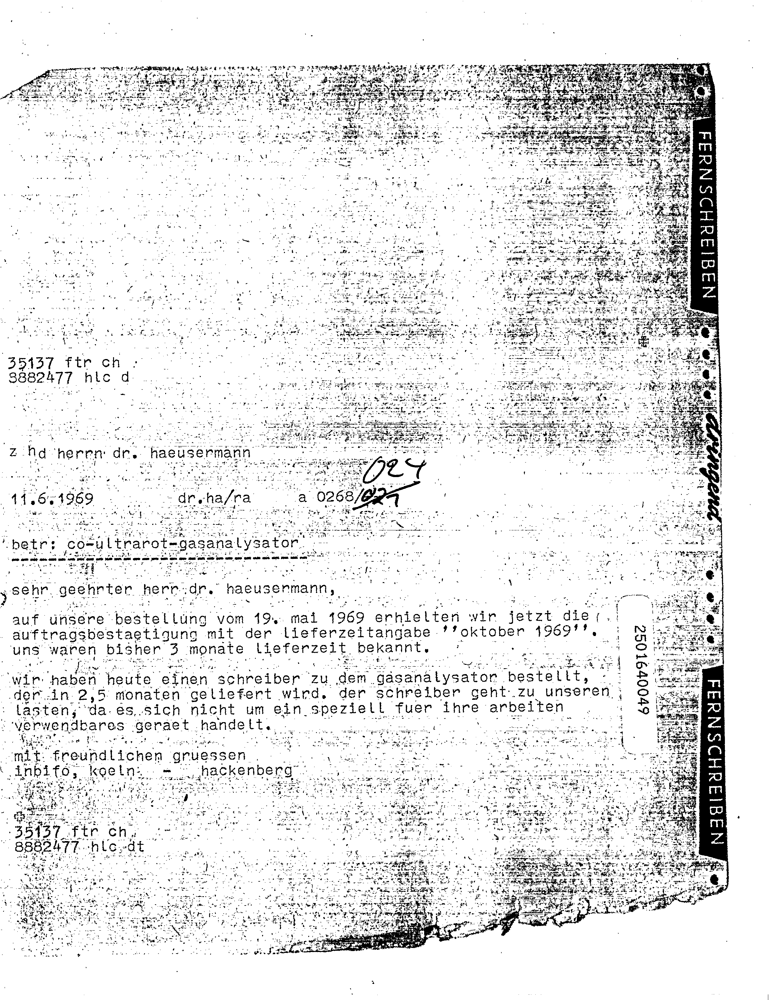 FERNSCHREIBEN
35137 ftr ch
8882477 hlc d
dringend
z hd herrn dr. haeusermann
024
11.6.1969 dr.ha/ra a 0268/
betr: co-ultrarot-gasanalysator
sehr geehrter herr dr. haeusermann,
auf unsere bestellung vom 19. mai 1969 erhielten wir jetzt die
auftragsbestaetigung mit der lieferzeitangabe ''oktober 1969''.
uns waren bisher 3 monate lieferzeit bekannt.
wir haben heute einen schreiber zu dem gasanalysator bestellt,
der in 2,5 monaten geliefert wird. der schreiber geht zu unseren
lasten, da es sich nicht um ein speziell fuer ihre arbeiten
verwendbares geraet handelt.
mit freundlichen gruessen
inbifo, koeln - hackenberg
35137 ftr ch
8882477 hlc dt
2501640049
FERNSCHREIBEN